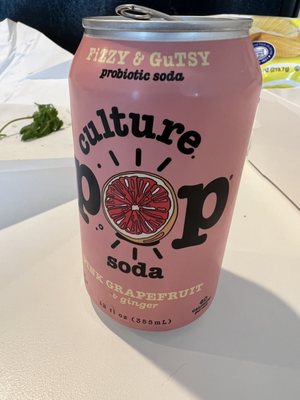 FiZZY & GuTSY
probiotic soda
culture
pop
soda
PINK GRAPEFRUIT
& ginger
12 fl oz (355mL)